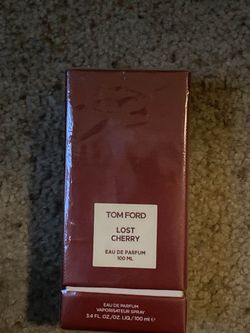 TOM FORD
LOST
CHERRY
EAU DE PARFUM
100 ML
EAU DE PARFUM
VAPORISATEUR SPRAY
3.4 FL. OZ/OZ. LIQ./100 ml ℮